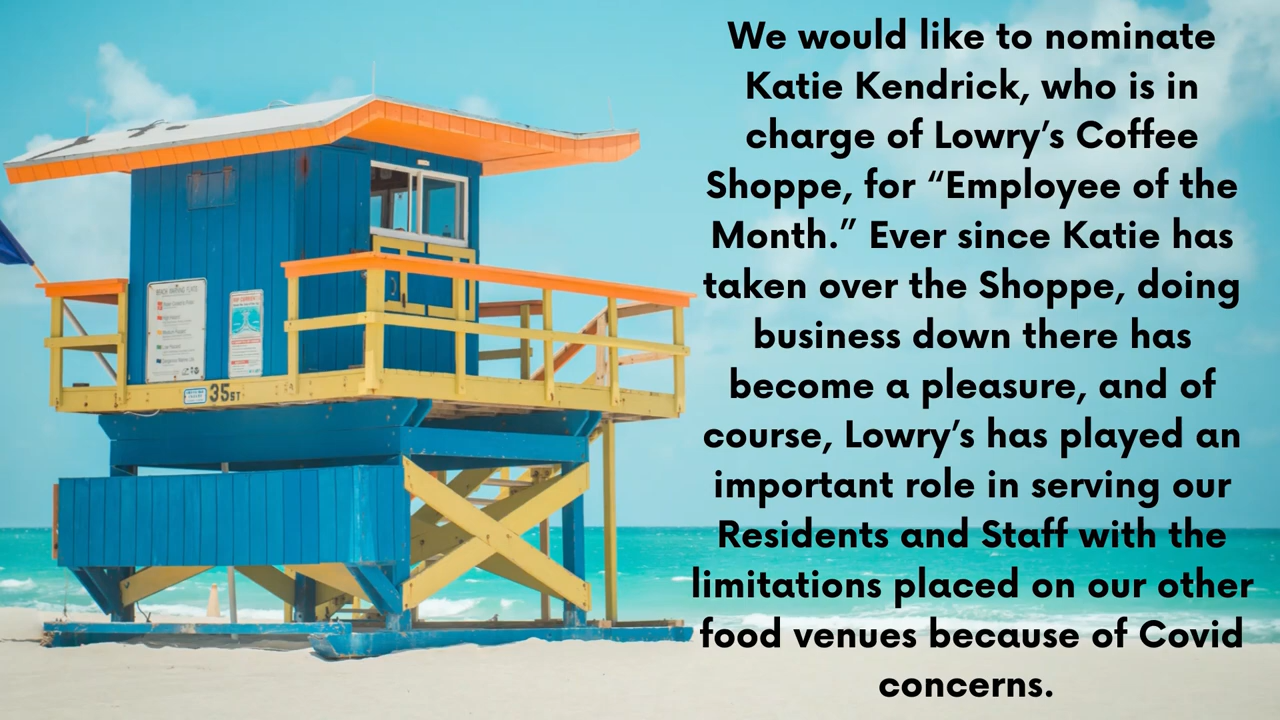 We would like to nominate
Katie Kendrick, who is in
charge of Lowry’s Coffee
Shoppe, for “Employee of the
Month.” Ever since Katie has
taken over the Shoppe, doing
business down there has
become a pleasure, and of
course, Lowry’s has played an
important role in serving our
Residents and Staff with the
limitations placed on our other
food venues because of Covid
concerns.
35 ST